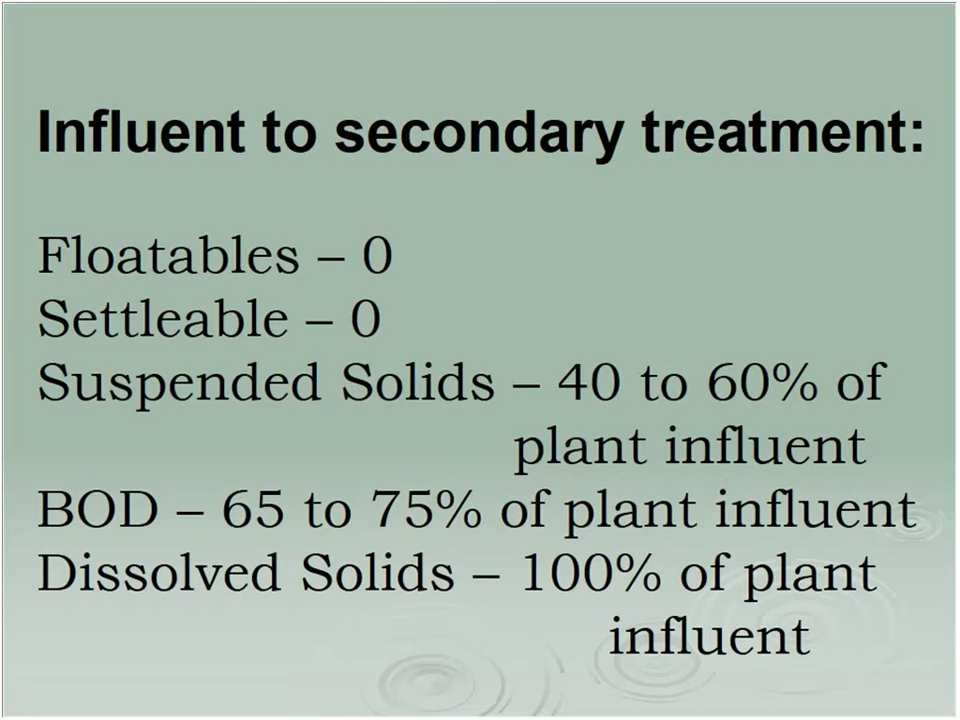 Influent to secondary treatment:
Floatables – 0
Settleable – 0
Suspended Solids – 40 to 60% of
plant influent
BOD – 65 to 75% of plant influent
Dissolved Solids – 100% of plant
influent